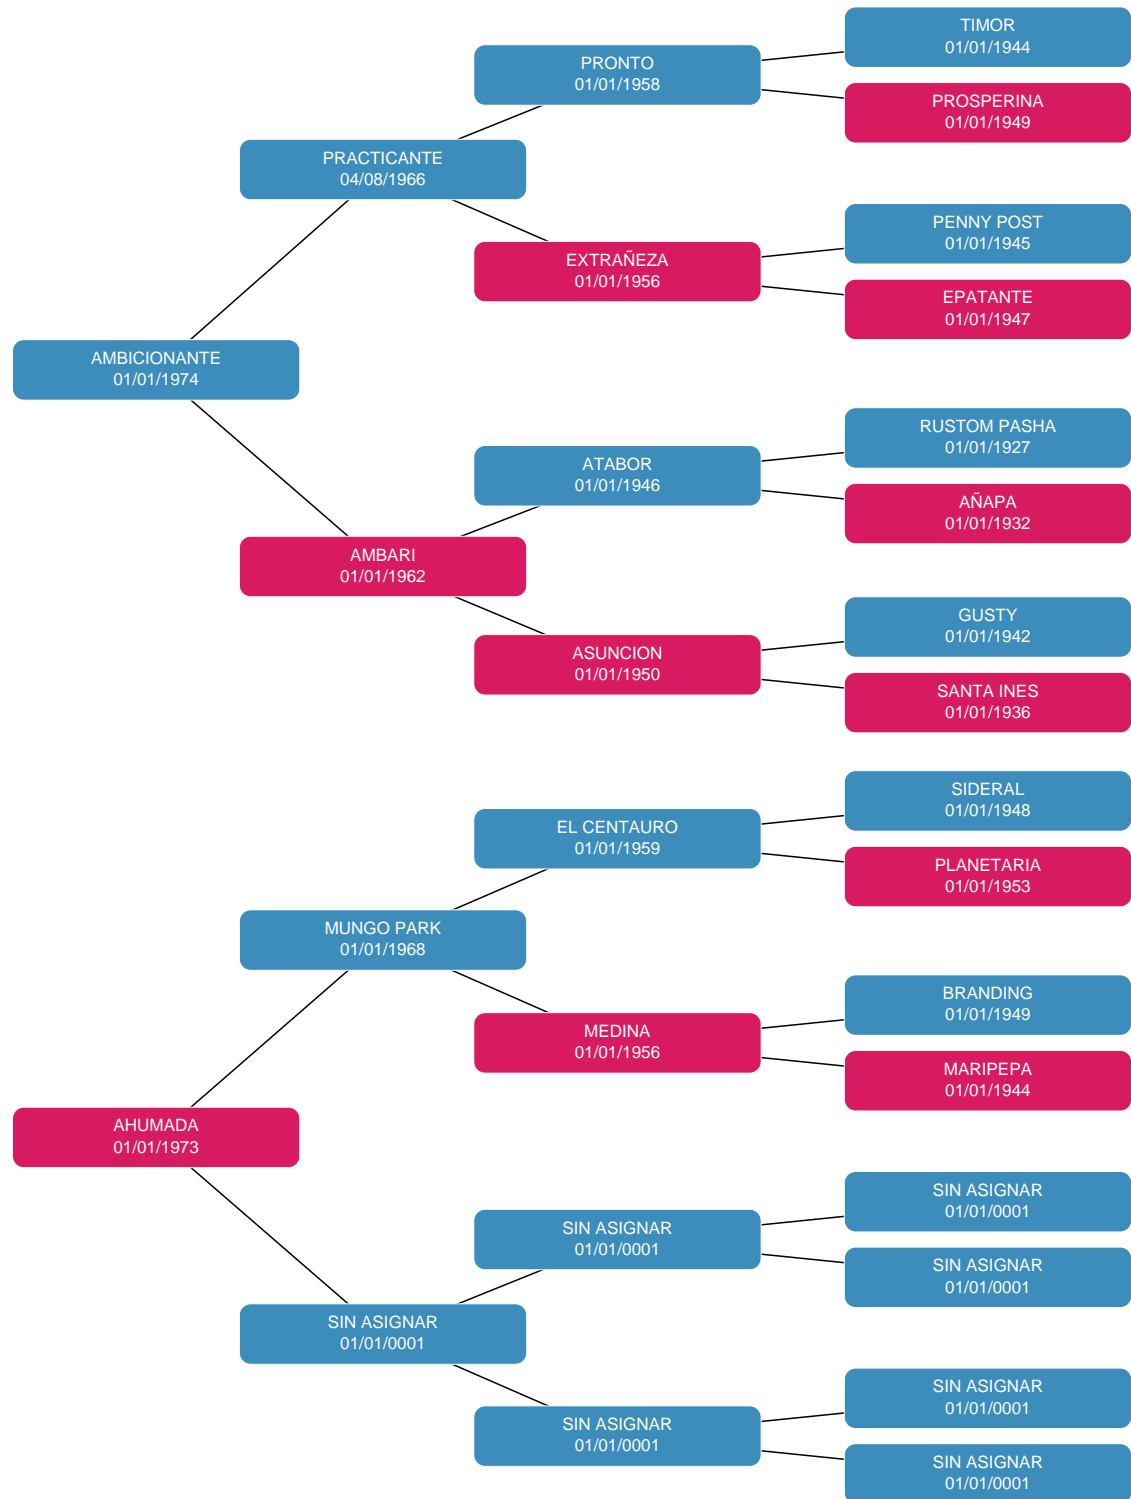 TIMOR
01/01/1944
PRONTO
01/01/1958
PROSPERINA
01/01/1949
PRACTICANTE
04/08/1966
PENNY POST
01/01/1945
EXTRAÑEZA
01/01/1956
EPATANTE
01/01/1947
AMBICIONANTE
01/01/1974
RUSTOM PASHA
01/01/1927
ATABOR
01/01/1946
AÑAPA
01/01/1932
AMBARI
01/01/1962
GUSTY
01/01/1942
ASUNCION
01/01/1950
SANTA INES
01/01/1936
SIDERAL
01/01/1948
EL CENTAURO
01/01/1959
PLANETARIA
01/01/1953
MUNGO PARK
01/01/1968
BRANDING
01/01/1949
MEDINA
01/01/1956
MARIPEPA
01/01/1944
AHUMADA
01/01/1973
SIN ASIGNAR
01/01/0001
SIN ASIGNAR
01/01/0001
SIN ASIGNAR
01/01/0001
SIN ASIGNAR
01/01/0001
SIN ASIGNAR
01/01/0001
SIN ASIGNAR
01/01/0001
SIN ASIGNAR
01/01/0001